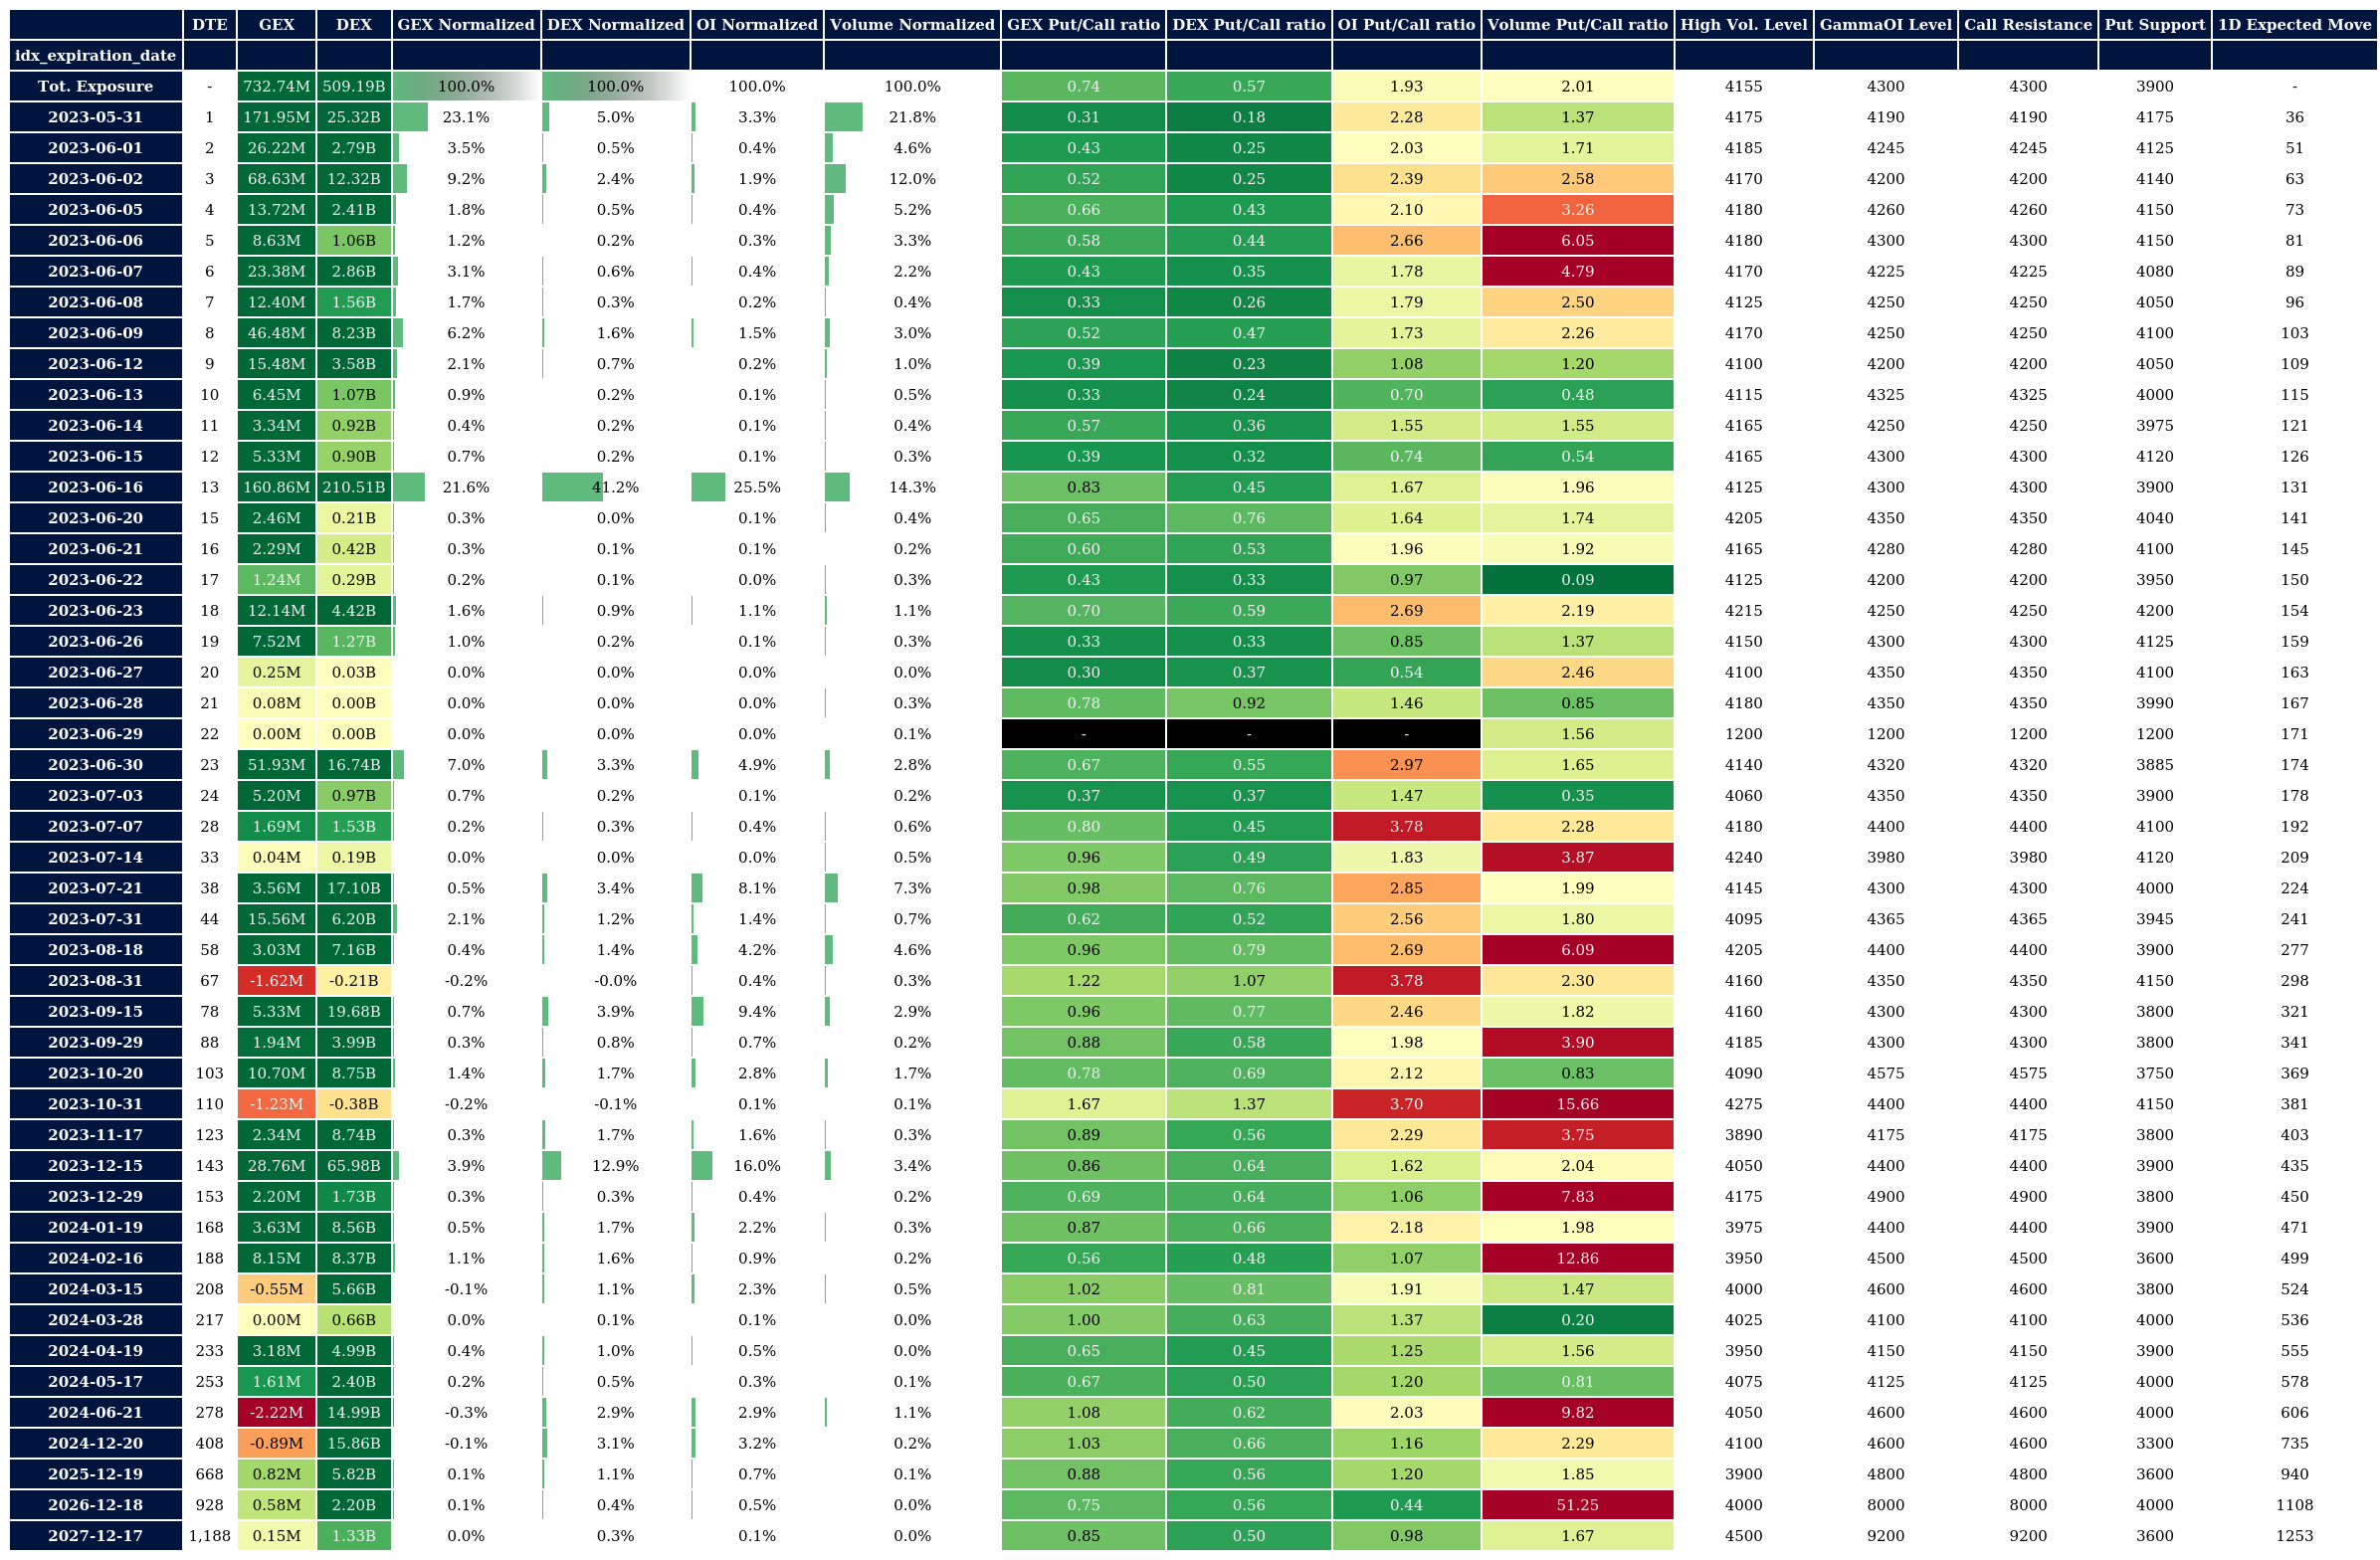 DTE GEX DEX GEX Normalized DEX Normalized OI Normalized Volume Normalized GEX Put/Call ratio DEX Put/Call ratio OI Put/Call ratio Volume Put/Call ratio High Vol. Level GammaOI Level Call Resistance Put Support 1D Expected Move
idx_expiration_date
Tot. Exposure - 732.74M 509.19B 100.0% 100.0% 100.0% 100.0% 0.74 0.57 1.93 2.01 4155 4300 4300 3900 -
2023-05-31 1 171.95M 25.32B 23.1% 5.0% 3.3% 21.8% 0.31 0.18 2.28 1.37 4175 4190 4190 4175 36
2023-06-01 2 26.22M 2.79B 3.5% 0.5% 0.4% 4.6% 0.43 0.25 2.03 1.71 4185 4245 4245 4125 51
2023-06-02 3 68.63M 12.32B 9.2% 2.4% 1.9% 12.0% 0.52 0.25 2.39 2.58 4170 4200 4200 4140 63
2023-06-05 4 13.72M 2.41B 1.8% 0.5% 0.4% 5.2% 0.66 0.43 2.10 3.26 4180 4260 4260 4150 73
2023-06-06 5 8.63M 1.06B 1.2% 0.2% 0.3% 3.3% 0.58 0.44 2.66 6.05 4180 4300 4300 4150 81
2023-06-07 6 23.38M 2.86B 3.1% 0.6% 0.4% 2.2% 0.43 0.35 1.78 4.79 4170 4225 4225 4080 89
2023-06-08 7 12.40M 1.56B 1.7% 0.3% 0.2% 0.4% 0.33 0.26 1.79 2.50 4125 4250 4250 4050 96
2023-06-09 8 46.48M 8.23B 6.2% 1.6% 1.5% 3.0% 0.52 0.47 1.73 2.26 4170 4250 4250 4100 103
2023-06-12 9 15.48M 3.58B 2.1% 0.7% 0.2% 1.0% 0.39 0.23 1.08 1.20 4100 4200 4200 4050 109
2023-06-13 10 6.45M 1.07B 0.9% 0.2% 0.1% 0.5% 0.33 0.24 0.70 0.48 4115 4325 4325 4000 115
2023-06-14 11 3.34M 0.92B 0.4% 0.2% 0.1% 0.4% 0.57 0.36 1.55 1.55 4165 4250 4250 3975 121
2023-06-15 12 5.33M 0.90B 0.7% 0.2% 0.1% 0.3% 0.39 0.32 0.74 0.54 4165 4300 4300 4120 126
2023-06-16 13 160.86M 210.51B 21.6% 41.2% 25.5% 14.3% 0.83 0.45 1.67 1.96 4125 4300 4300 3900 131
2023-06-20 15 2.46M 0.21B 0.3% 0.0% 0.1% 0.4% 0.65 0.76 1.64 1.74 4205 4350 4350 4040 141
2023-06-21 16 2.29M 0.42B 0.3% 0.1% 0.1% 0.2% 0.60 0.53 1.96 1.92 4165 4280 4280 4100 145
2023-06-22 17 1.24M 0.29B 0.2% 0.1% 0.0% 0.3% 0.43 0.33 0.97 0.09 4125 4200 4200 3950 150
2023-06-23 18 12.14M 4.42B 1.6% 0.9% 1.1% 1.1% 0.70 0.59 2.69 2.19 4215 4250 4250 4200 154
2023-06-26 19 7.52M 1.27B 1.0% 0.2% 0.1% 0.3% 0.33 0.33 0.85 1.37 4150 4300 4300 4125 159
2023-06-27 20 0.25M 0.03B 0.0% 0.0% 0.0% 0.0% 0.30 0.37 0.54 2.46 4100 4350 4350 4100 163
2023-06-28 21 0.08M 0.00B 0.0% 0.0% 0.0% 0.3% 0.78 0.92 1.46 0.85 4180 4350 4350 3990 167
2023-06-29 22 0.00M 0.00B 0.0% 0.0% 0.0% 0.1% - - - 1.56 1200 1200 1200 1200 171
2023-06-30 23 51.93M 16.74B 7.0% 3.3% 4.9% 2.8% 0.67 0.55 2.97 1.65 4140 4320 4320 3885 174
2023-07-03 24 5.20M 0.97B 0.7% 0.2% 0.1% 0.2% 0.37 0.37 1.47 0.35 4060 4350 4350 3900 178
2023-07-07 28 1.69M 1.53B 0.2% 0.3% 0.4% 0.6% 0.80 0.45 3.78 2.28 4180 4400 4400 4100 192
2023-07-14 33 0.04M 0.19B 0.0% 0.0% 0.0% 0.5% 0.96 0.49 1.83 3.87 4240 3980 3980 4120 209
2023-07-21 38 3.56M 17.10B 0.5% 3.4% 8.1% 7.3% 0.98 0.76 2.85 1.99 4145 4300 4300 4000 224
2023-07-31 44 15.56M 6.20B 2.1% 1.2% 1.4% 0.7% 0.62 0.52 2.56 1.80 4095 4365 4365 3945 241
2023-08-18 58 3.03M 7.16B 0.4% 1.4% 4.2% 4.6% 0.96 0.79 2.69 6.09 4205 4400 4400 3900 277
2023-08-31 67 -1.62M -0.21B -0.2% -0.0% 0.4% 0.3% 1.22 1.07 3.78 2.30 4160 4350 4350 4150 298
2023-09-15 78 5.33M 19.68B 0.7% 3.9% 9.4% 2.9% 0.96 0.77 2.46 1.82 4160 4300 4300 3800 321
2023-09-29 88 1.94M 3.99B 0.3% 0.8% 0.7% 0.2% 0.88 0.58 1.98 3.90 4185 4300 4300 3800 341
2023-10-20 103 10.70M 8.75B 1.4% 1.7% 2.8% 1.7% 0.78 0.69 2.12 0.83 4090 4575 4575 3750 369
2023-10-31 110 -1.23M -0.38B -0.2% -0.1% 0.1% 0.1% 1.67 1.37 3.70 15.66 4275 4400 4400 4150 381
2023-11-17 123 2.34M 8.74B 0.3% 1.7% 1.6% 0.3% 0.89 0.56 2.29 3.75 3890 4175 4175 3800 403
2023-12-15 143 28.76M 65.98B 3.9% 12.9% 16.0% 3.4% 0.86 0.64 1.62 2.04 4050 4400 4400 3900 435
2023-12-29 153 2.20M 1.73B 0.3% 0.3% 0.4% 0.2% 0.69 0.64 1.06 7.83 4175 4900 4900 3800 450
2024-01-19 168 3.63M 8.56B 0.5% 1.7% 2.2% 0.3% 0.87 0.66 2.18 1.98 3975 4400 4400 3900 471
2024-02-16 188 8.15M 8.37B 1.1% 1.6% 0.9% 0.2% 0.56 0.48 1.07 12.86 3950 4500 4500 3600 499
2024-03-15 208 -0.55M 5.66B -0.1% 1.1% 2.3% 0.5% 1.02 0.81 1.91 1.47 4000 4600 4600 3800 524
2024-03-28 217 0.00M 0.66B 0.0% 0.1% 0.1% 0.0% 1.00 0.63 1.37 0.20 4025 4100 4100 4000 536
2024-04-19 233 3.18M 4.99B 0.4% 1.0% 0.5% 0.0% 0.65 0.45 1.25 1.56 3950 4150 4150 3900 555
2024-05-17 253 1.61M 2.40B 0.2% 0.5% 0.3% 0.1% 0.67 0.50 1.20 0.81 4075 4125 4125 4000 578
2024-06-21 278 -2.22M 14.99B -0.3% 2.9% 2.9% 1.1% 1.08 0.62 2.03 9.82 4050 4600 4600 4000 606
2024-12-20 408 -0.89M 15.86B -0.1% 3.1% 3.2% 0.2% 1.03 0.66 1.16 2.29 4100 4600 4600 3300 735
2025-12-19 668 0.82M 5.82B 0.1% 1.1% 0.7% 0.1% 0.88 0.56 1.20 1.85 3900 4800 4800 3600 940
2026-12-18 928 0.58M 2.20B 0.1% 0.4% 0.5% 0.0% 0.75 0.56 0.44 51.25 4000 8000 8000 4000 1108
2027-12-17 1,188 0.15M 1.33B 0.0% 0.3% 0.1% 0.0% 0.85 0.50 0.98 1.67 4500 9200 9200 3600 1253